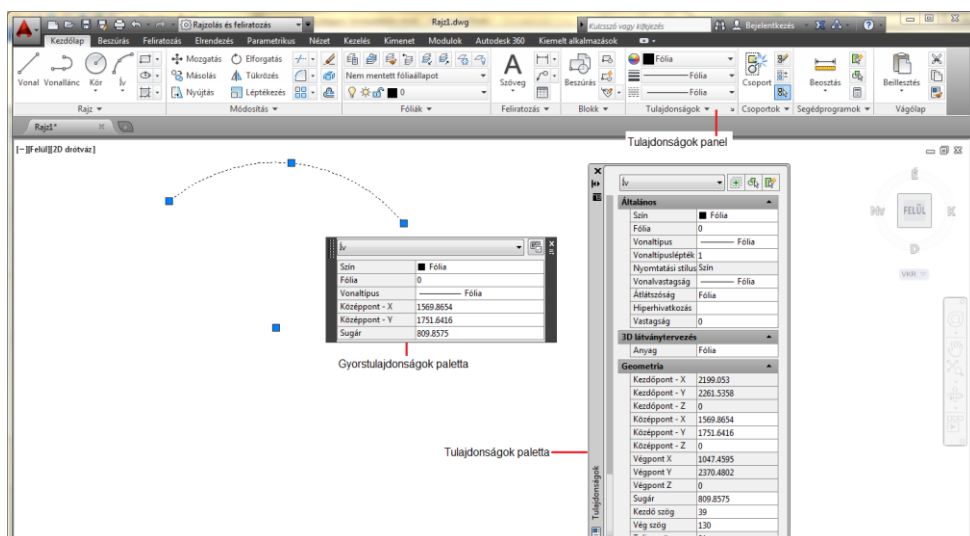 Rajzolás és feliratozás
Rajz1.dwg
Kulcsszó vagy kifejezés
Bejelentkezés
Kezdőlap Beszúrás Feliratozás Elrendezés Parametrikus Nézet Kezelés Kimenet Modulok Autodesk 360 Kiemelt alkalmazások
Vonal Vonallánc Kör Ív
Mozgatás Elforgatás
Másolás Tükrözés
Nyújtás Léptékezés
Nem mentett fóliaállapot
0
Szöveg
Beszúrás
Fólia
Fólia
Fólia
Csoport
Beosztás
Beillesztés
Rajz Módosítás Fóliák Feliratozás Blokk Tulajdonságok Csoportok Segédprogramok Vágólap
Rajz1*
Tulajdonságok panel
[−][Felül][2D drótváz]
Ív
Szín Fólia
Fólia 0
Vonaltípus Fólia
Középpont - X 1569.8654
Középpont - Y 1751.6416
Sugár 809.8575
Gyorstulajdonságok paletta
Tulajdonságok paletta
Tulajdonságok
Ív
Általános
Szín Fólia
Fólia 0
Vonaltípus Fólia
Vonaltípuslépték 1
Nyomtatási stílus Szín
Vonalvastagság Fólia
Átlátszóság Fólia
Hiperhivatkozás
Vastagság 0
3D látványtervezés
Anyag Fólia
Geometria
Kezdőpont - X 2199.053
Kezdőpont - Y 2261.5358
Kezdőpont - Z 0
Középpont - X 1569.8654
Középpont - Y 1751.6416
Középpont - Z 0
Végpont X 1047.4595
Végpont Y 2370.4802
Végpont Z 0
Sugár 809.8575
Kezdő szög 39
Vég szög 130
É
Ny FELÜL K
D
VKR